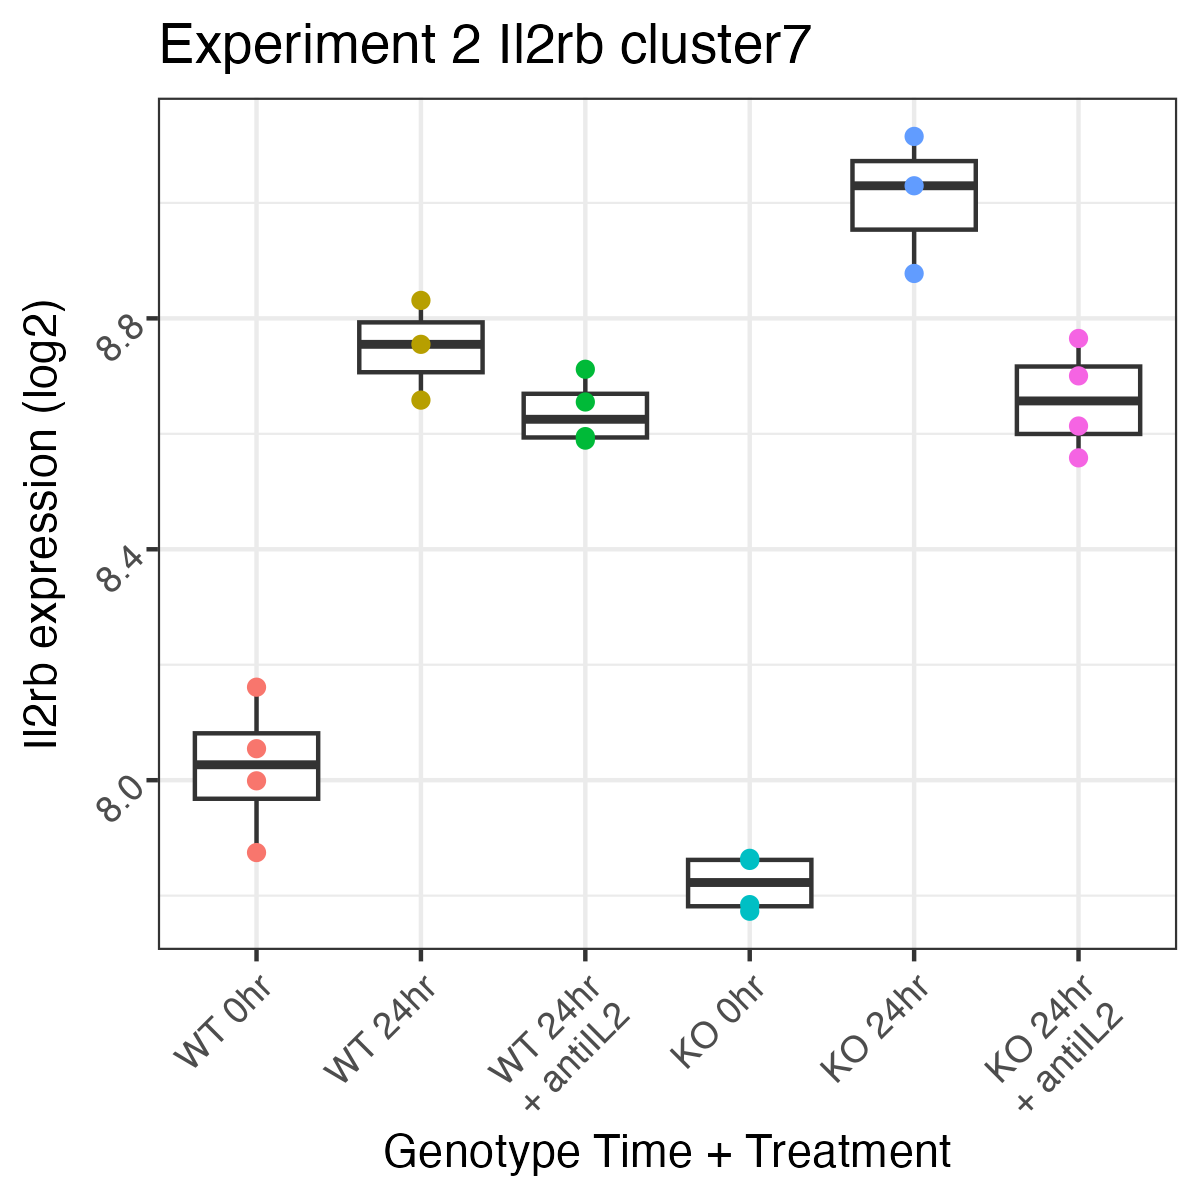 Experiment 2 Il2rb cluster7
Il2rb expression (log2)
8.8
8.4
8.0
WT 0hr
WT 24hr
WT 24hr
+ antiIL2
KO 0hr
KO 24hr
KO 24hr
+ antiIL2
Genotype Time + Treatment